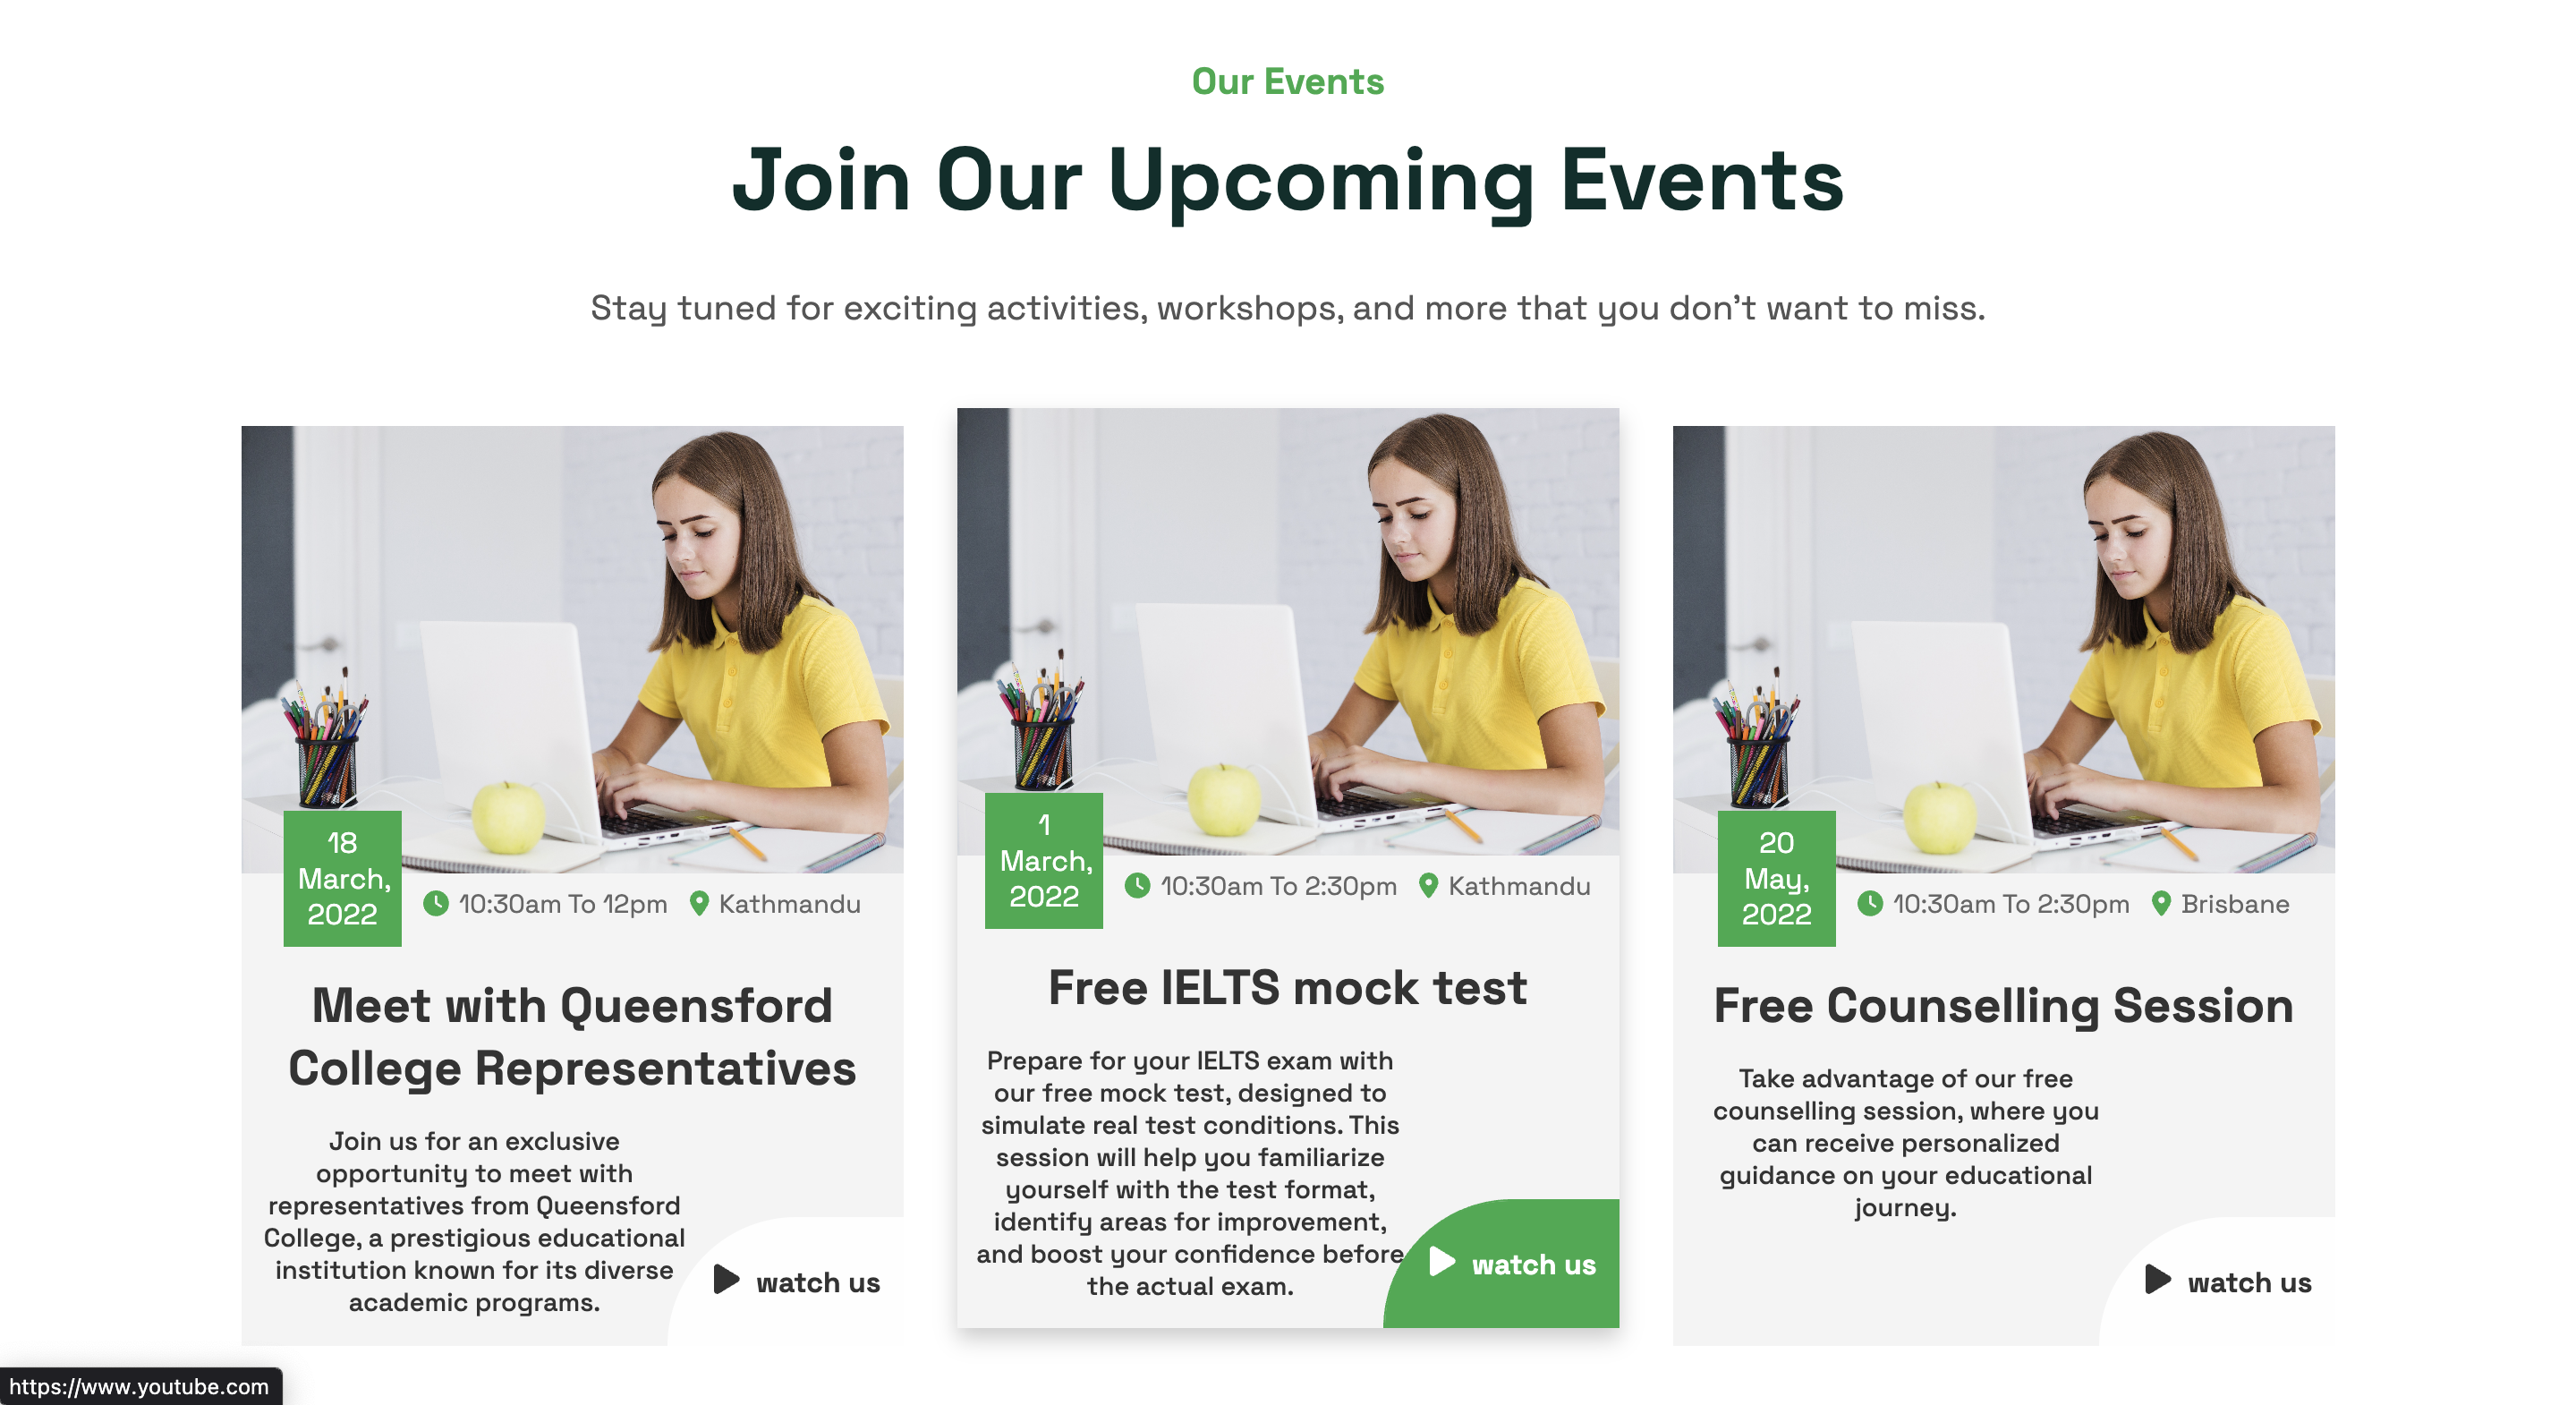 Our Events
Join Our Upcoming Events
Stay tuned for exciting activities, workshops, and more that you don't want to miss.
18
March,
2022
10:30am To 12pm
Kathmandu
Meet with Queensford
College Representatives
Join us for an exclusive
opportunity to meet with
representatives from Queensford
College, a prestigious educational
institution known for its diverse
academic programs.
watch us
1
March,
2022
10:30am To 2:30pm
Kathmandu
Free IELTS mock test
Prepare for your IELTS exam with
our free mock test, designed to
simulate real test conditions. This
session will help you familiarize
yourself with the test format,
identify areas for improvement,
and boost your confidence before
the actual exam.
watch us
20
May,
2022
10:30am To 2:30pm
Brisbane
Free Counselling Session
Take advantage of our free
counselling session, where you
can receive personalized
guidance on your educational
journey.
watch us
https://www.youtube.com